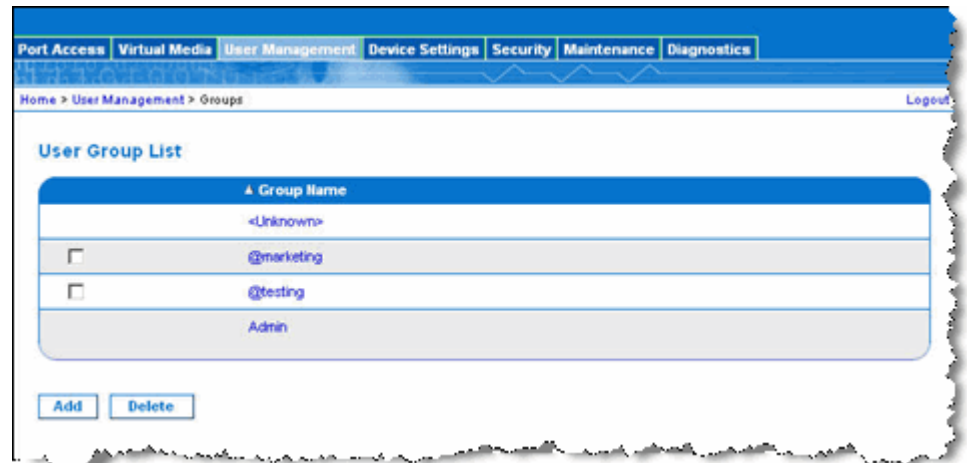 Port Access Virtual Media User Management Device Settings Security Maintenance Diagnostics
Home > User Management > Groups Logout
User Group List
▲ Group Name
<Unknown>
@marketing
@testing
Admin
Add Delete